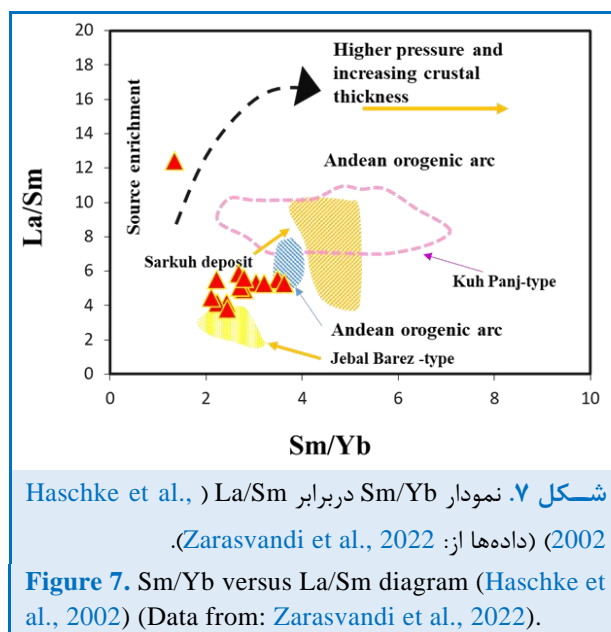 20
18
16
14
12
10
8
6
4
2
0
La/Sm
Source enrichment
Higher pressure and
increasing crustal
thickness
Andean orogenic arc
Sarkuh deposit
Kuh Panj-type
Andean orogenic arc
Jebal Barez -type
0 2 4 6 8 10
Sm/Yb
شــکل ۷. نمودار Sm/Yb دربرابر La/Sm ( Haschke et al.,
2002) (داده‌ها از: Zarasvandi et al., 2022).
Figure 7. Sm/Yb versus La/Sm diagram (Haschke et
al., 2002) (Data from: Zarasvandi et al., 2022).